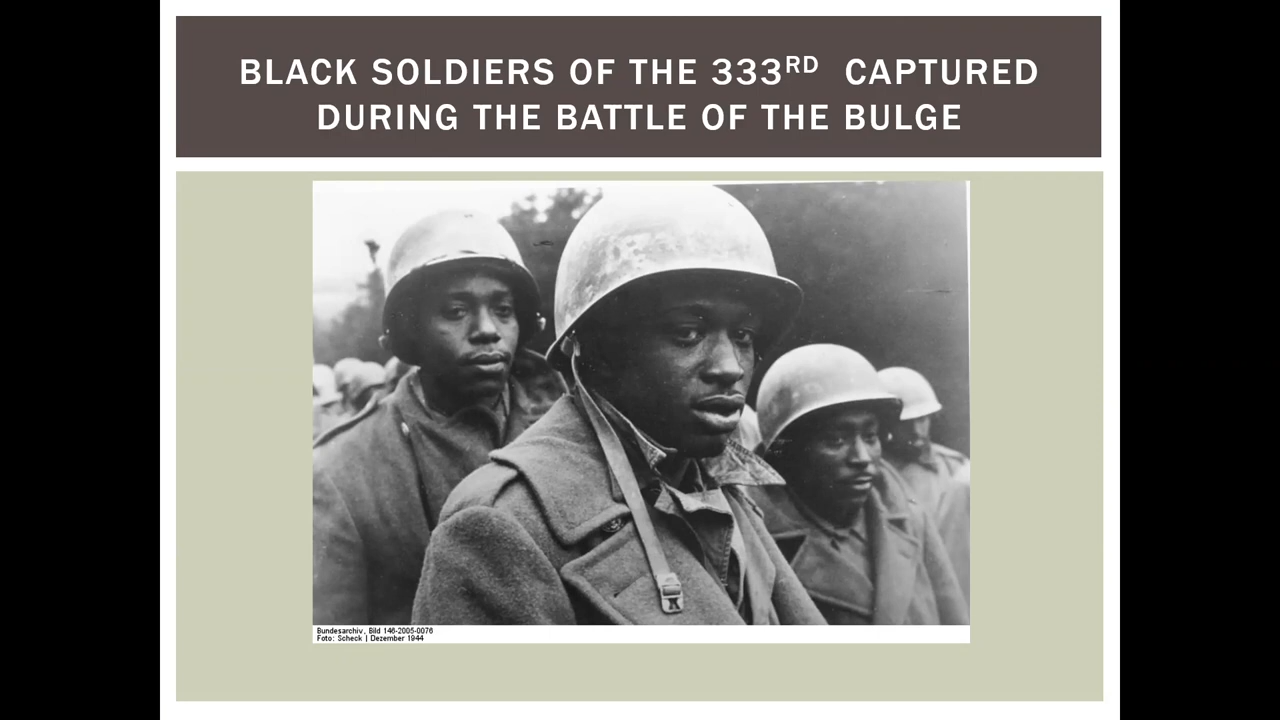 BLACK SOLDIERS OF THE 333RD CAPTURED
DURING THE BATTLE OF THE BULGE
Bundesarchiv, Bild 146-2005-0076
Foto: Scheck | Dezember 1944